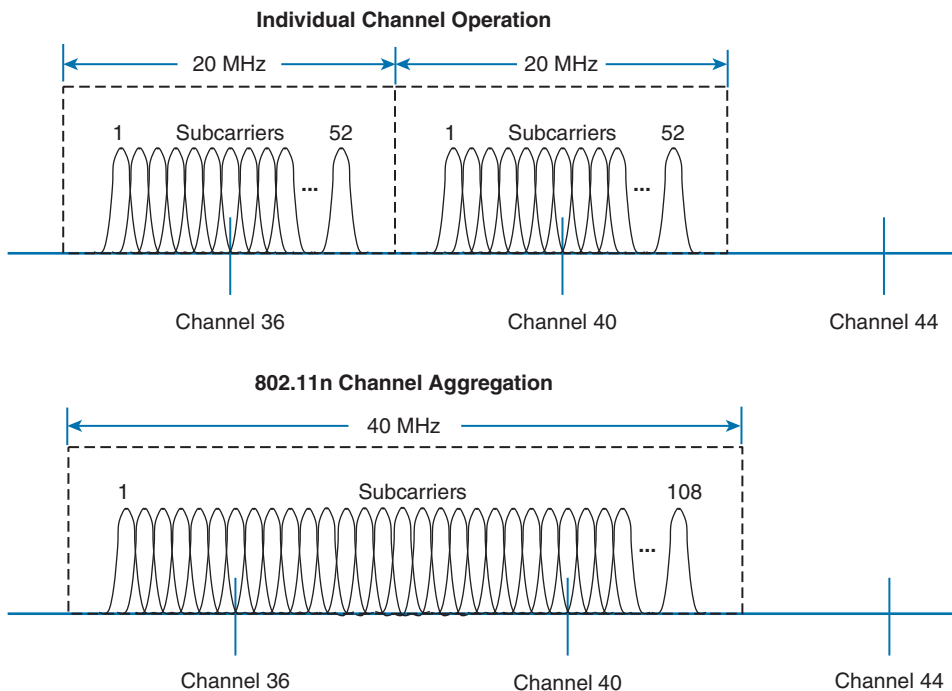 Individual Channel Operation
20 MHz 20 MHz
1 Subcarriers 52 1 Subcarriers 52
... ...
Channel 36 Channel 40 Channel 44
802.11n Channel Aggregation
40 MHz
1 Subcarriers 108
...
Channel 36 Channel 40 Channel 44